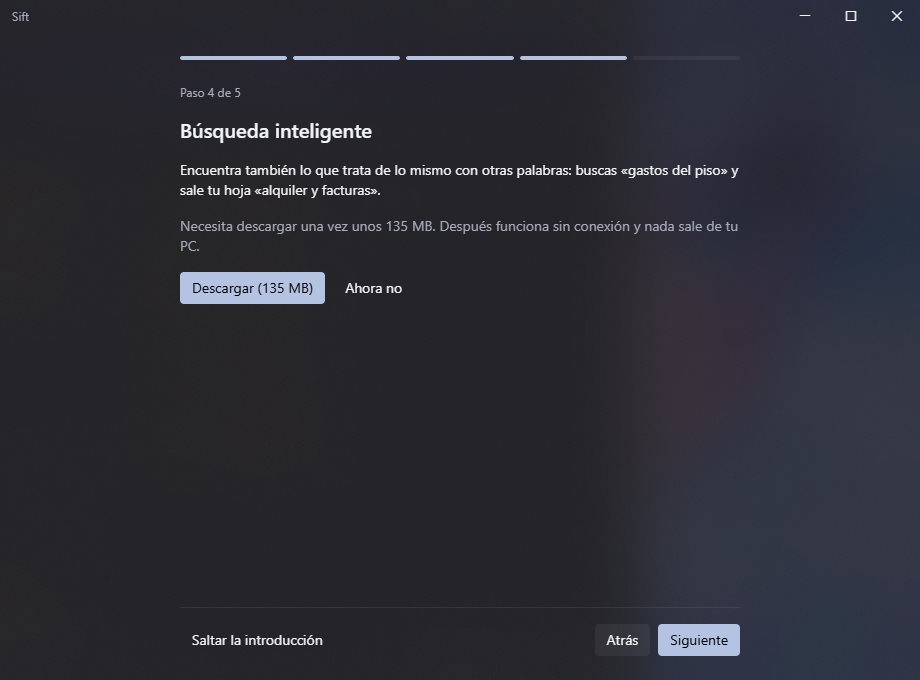 Sift
Paso 4 de 5
Búsqueda inteligente
Encuentra también lo que trata de lo mismo con otras palabras: buscas «gastos del piso» y
sale tu hoja «alquiler y facturas».
Necesita descargar una vez unos 135 MB. Después funciona sin conexión y nada sale de tu
PC.
Descargar (135 MB) Ahora no
Saltar la introducción Atrás Siguiente